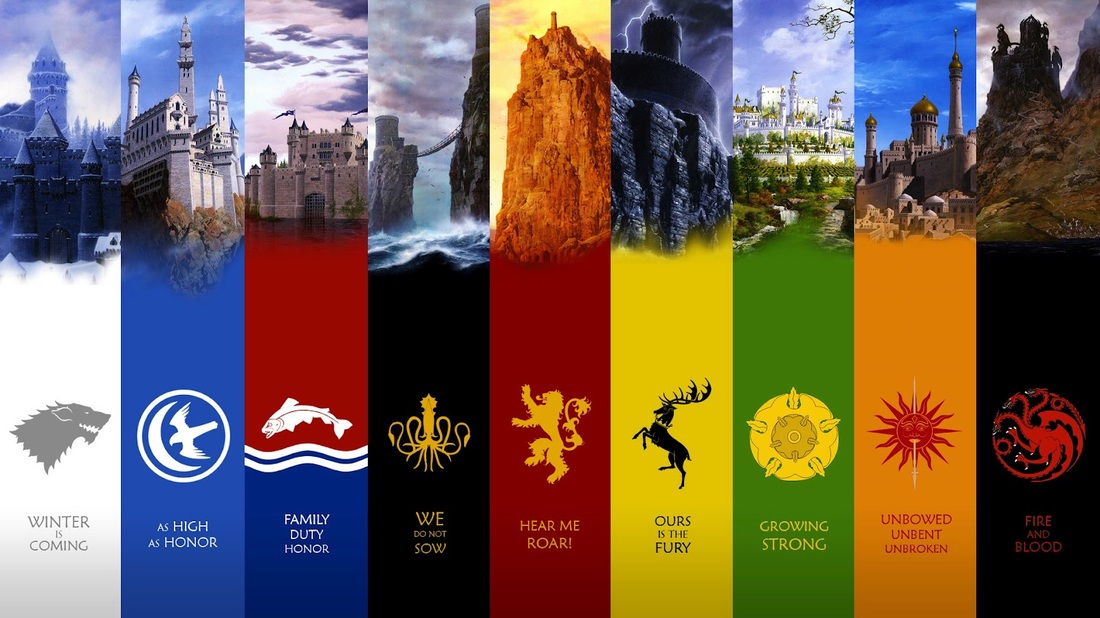 WINTER
IS
COMING
AS HIGH
AS HONOR
FAMILY
DUTY
HONOR
WE
DO NOT
SOW
HEAR ME
ROAR!
OURS
IS THE
FURY
GROWING
STRONG
UNBOWED
UNBENT
UNBROKEN
FIRE
AND
BLOOD